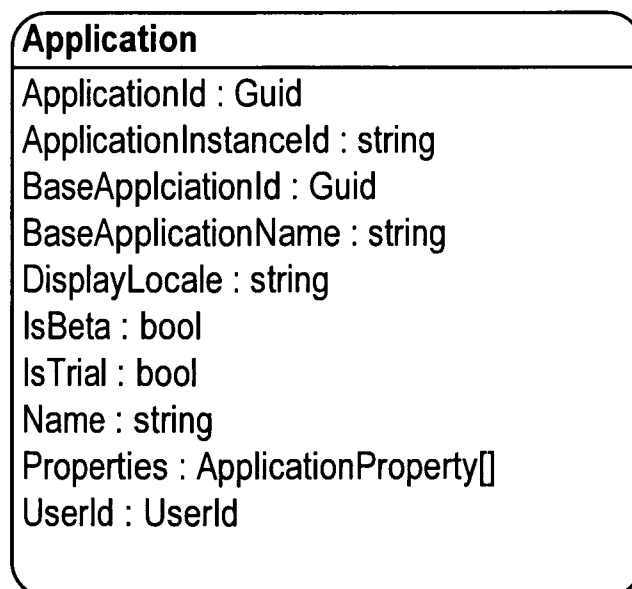 Application
ApplicationId : Guid
ApplicationInstanceId : string
BaseApplciationId : Guid
BaseApplicationName : string
DisplayLocale : string
IsBeta : bool
IsTrial : bool
Name : string
Properties : ApplicationProperty[]
UserId : UserId